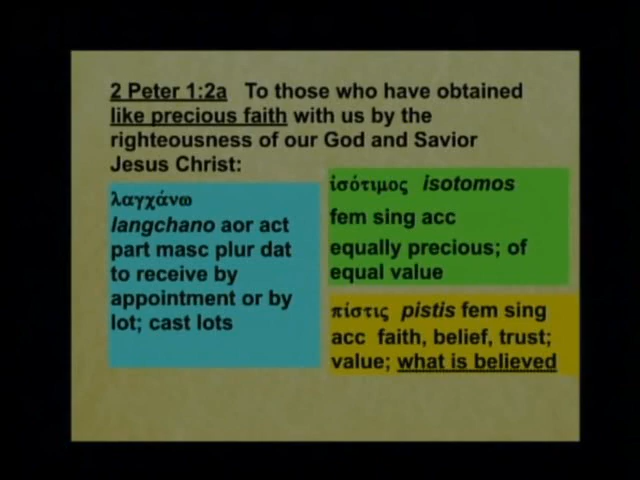 2 Peter 1:2a To those who have obtained
like precious faith with us by the
righteousness of our God and Savior
Jesus Christ:
λαγχάνω
langchano aor act
part masc plur dat
to receive by
appointment or by
lot; cast lots
ἰσότιμος isotomos
fem sing acc
equally precious; of
equal value
πίστις pistis fem sing
acc faith, belief, trust;
value; what is believed